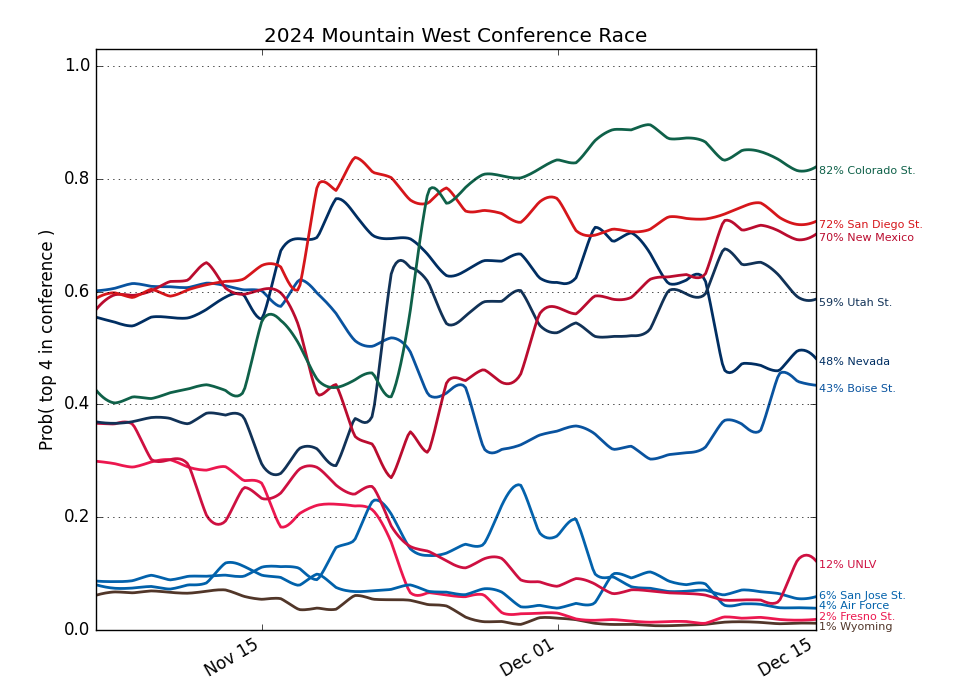 2024 Mountain West Conference Race
Prob( top 4 in conference )
1.0
0.8
0.6
0.4
0.2
0.0
Nov 15
Dec 01
Dec 15
82% Colorado St.
72% San Diego St.
70% New Mexico
59% Utah St.
48% Nevada
43% Boise St.
12% UNLV
6% San Jose St.
4% Air Force
2% Fresno St.
1% Wyoming